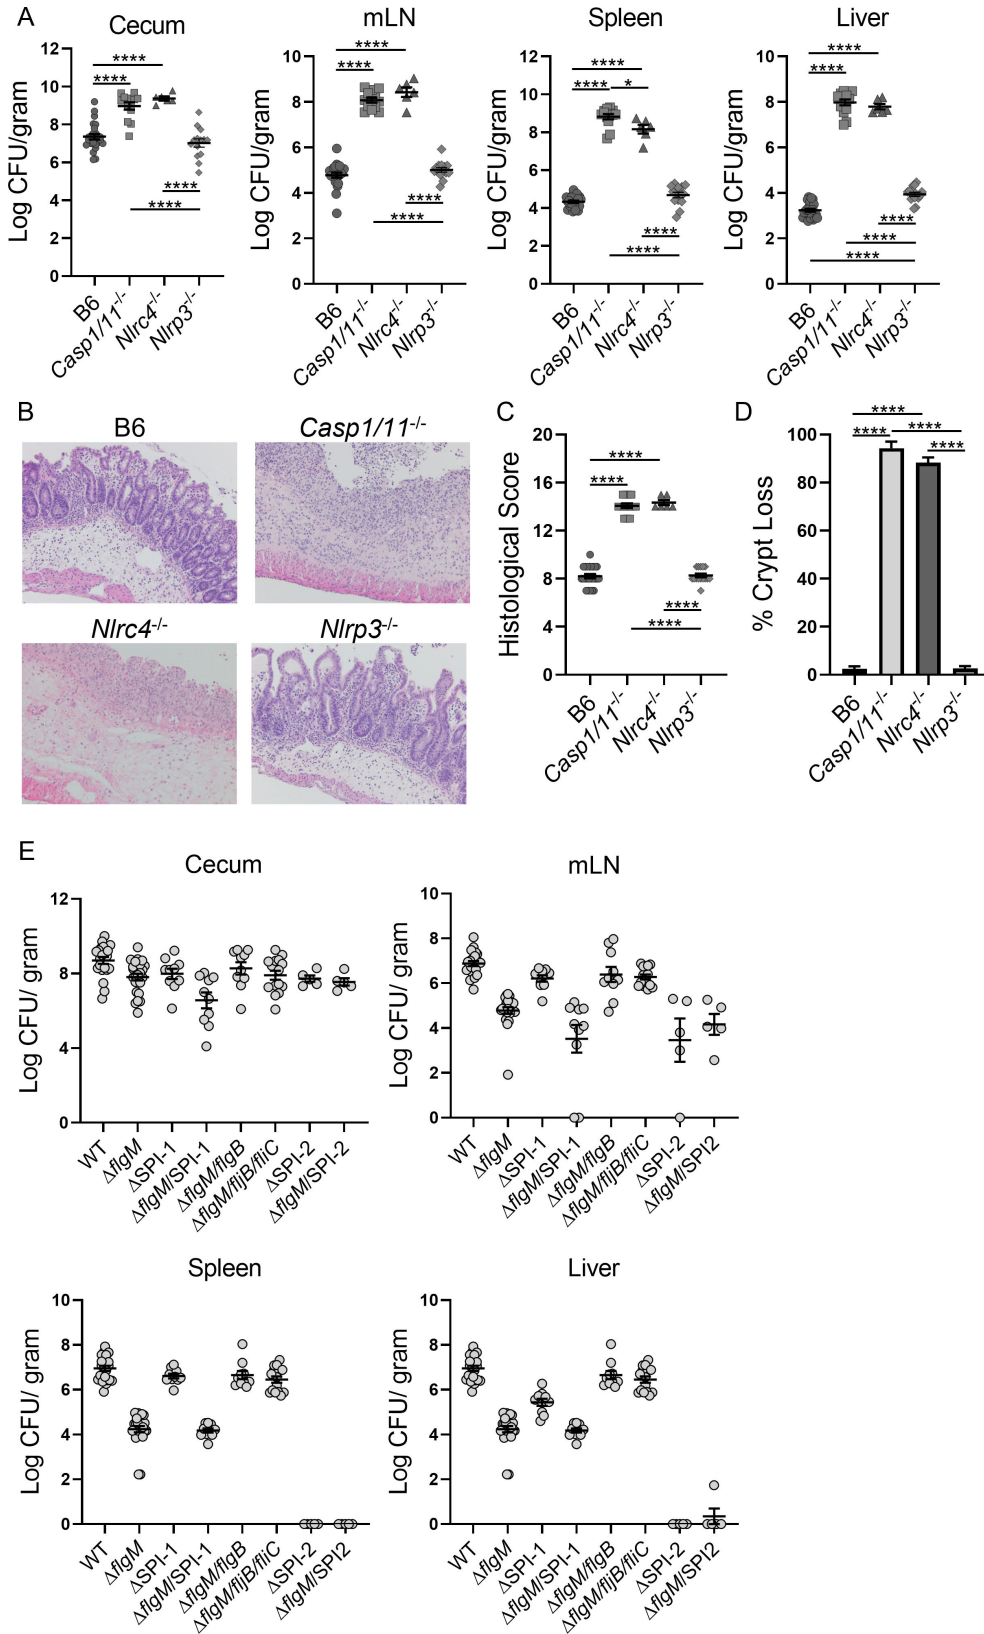 A
Cecum
mLN
Spleen
Liver
Log CFU/gram
12
10
8
6
4
2
0
****
****
****
****
B6
Casp1/11-/-
Nlrc4-/-
Nlrp3-/-
Log CFU/gram
10
8
6
4
2
0
****
****
****
****
B6
Casp1/11-/-
Nlrc4-/-
Nlrp3-/-
Log CFU/gram
12
10
8
6
4
2
0
****
**** *
****
****
B6
Casp1/11-/-
Nlrc4-/-
Nlrp3-/-
Log CFU/gram
10
8
6
4
2
0
****
****
****
****
****
B6
Casp1/11-/-
Nlrc4-/-
Nlrp3-/-
B
B6
Casp1/11-/-
Nlrc4-/-
Nlrp3-/-
C
Histological Score
20
16
12
8
4
0
****
****
****
****
B6
Casp1/11-/-
Nlrc4-/-
Nlrp3-/-
D
% Crypt Loss
100
80
60
40
20
0
****
**** ****
****
B6
Casp1/11-/-
Nlrc4-/-
Nlrp3-/-
E
Cecum
Log CFU/ gram
12
8
4
0
WT
ΔflgM
ΔSPI-1
ΔflgM/SPI-1
ΔflgM/flgB
ΔflgM/fljB/fliC
ΔSPI-2
ΔflgM/SPI-2
mLN
Log CFU/ gram
10
8
6
4
2
0
WT
ΔflgM
ΔSPI-1
ΔflgM/SPI-1
ΔflgM/flgB
ΔflgM/fljB/fliC
ΔSPI-2
ΔflgM/SPI2
Spleen
Log CFU/ gram
10
8
6
4
2
0
WT
ΔflgM
ΔSPI-1
ΔflgM/SPI-1
ΔflgM/flgB
ΔflgM/fljB/fliC
ΔSPI-2
ΔflgM/SPI2
Liver
Log CFU/ gram
10
8
6
4
2
0
WT
ΔflgM
ΔSPI-1
ΔflgM/SPI-1
ΔflgM/flgB
ΔflgM/fljB/fliC
ΔSPI-2
ΔflgM/SPI2